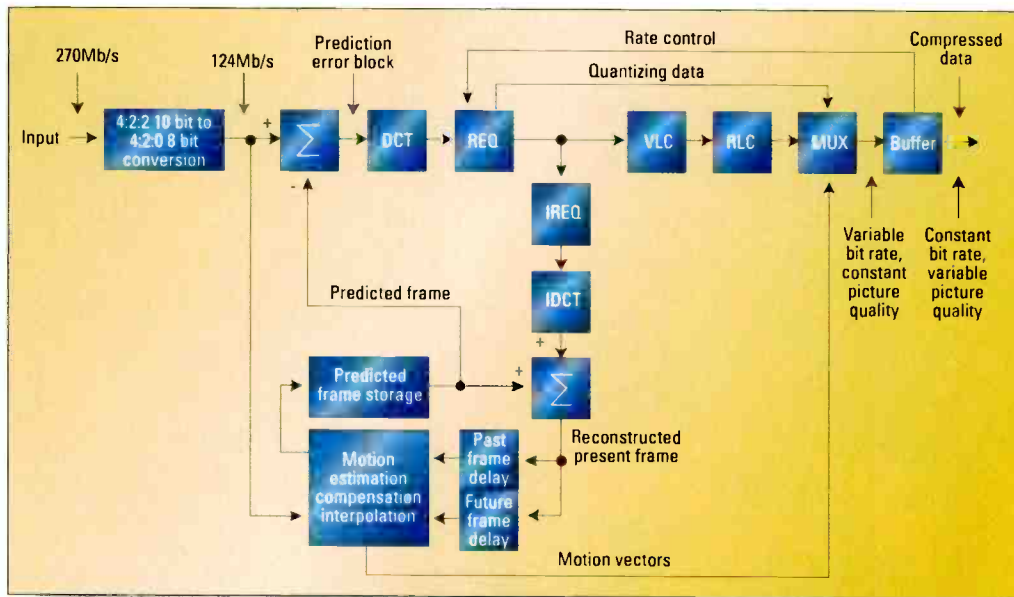 270Mb/s
124Mb/s
Prediction
error block
Rate control
Quantizing data
Compressed
data
Input
4:2:2 10 bit to
4:2:0 8 bit
conversion
+
Σ
-
DCT
REQ
VLC
RLC
MUX
Buffer
IREQ
IDCT
Variable
bit rate,
constant
picture
quality
Constant
bit rate,
variable
picture
quality
Predicted frame
+
+
Σ
Predicted
frame storage
Reconstructed
present frame
Motion
estimation
compensation
interpolation
Past
frame
delay
Future
frame
delay
Motion vectors